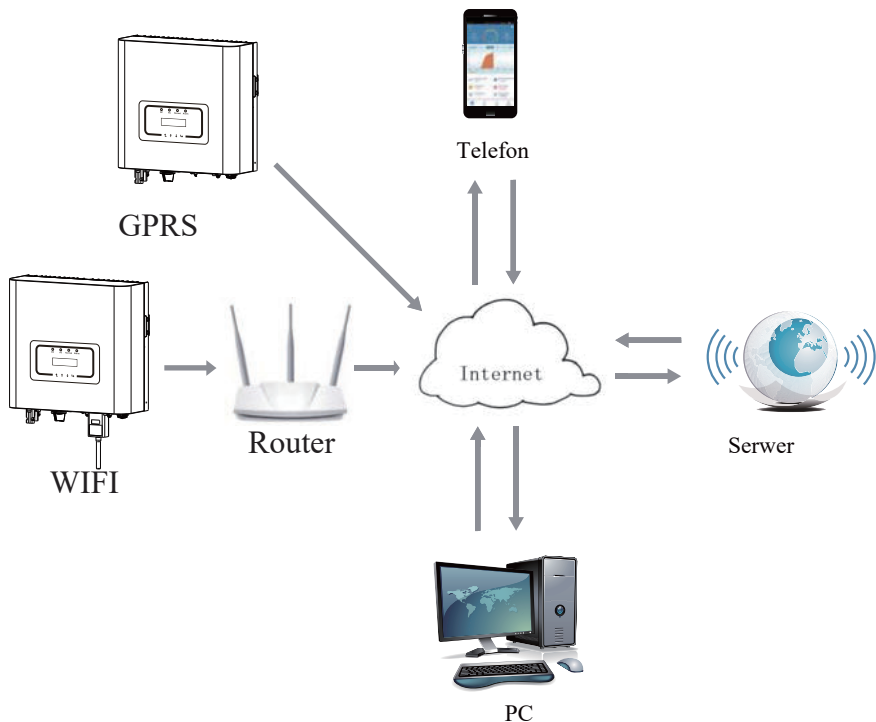 Telefon
GPRS
Internet
Router
Serwer
WIFI
PC